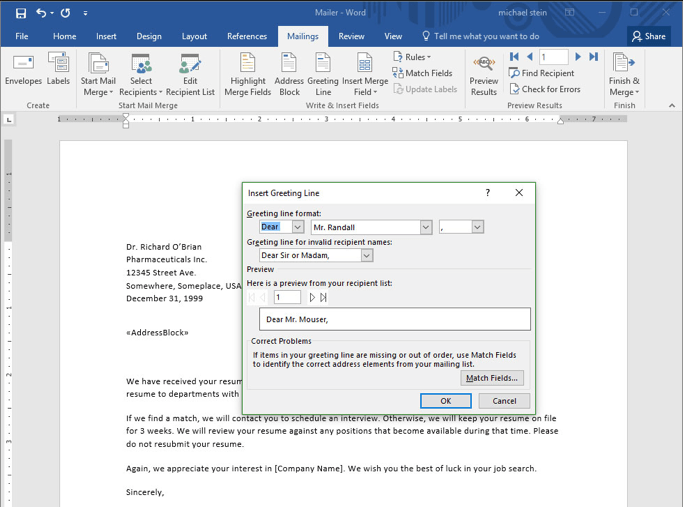 Mailer - Word
michael stein
File Home Insert Design Layout References Mailings Review View Tell me what you want to do Share
Envelopes Labels
Create
Start Mail Merge
Select Recipients
Edit Recipient List
Start Mail Merge
Highlight Merge Fields
Address Block
Greeting Line
Insert Merge Field
Rules
Match Fields
Update Labels
Write & Insert Fields
ABC
Preview Results
1
Find Recipient
Check for Errors
Preview Results
Finish & Merge
Finish
1 1 2 3 4 5 6 7
Dr. Richard O'Brian
Pharmaceuticals Inc.
12345 Street Ave.
Somewhere, Someplace, USA
December 31, 1999
«AddressBlock»
We have received your resum
resume to departments with
If we find a match, we will contact you to schedule an interview. Otherwise, we will keep your resume on file
for 3 weeks. We will review your resume against any positions that become available during that time. Please
do not resubmit your resume.
Again, we appreciate your interest in [Company Name]. We wish you the best of luck in your job search.
Sincerely,
Insert Greeting Line ?
Greeting line format:
Dear Mr. Randall ,
Greeting line for invalid recipient names:
Dear Sir or Madam,
Preview
Here is a preview from your recipient list:
1
Dear Mr. Mouser,
Correct Problems
If items in your greeting line are missing or out of order, use Match Fields
to identify the correct address elements from your mailing list.
Match Fields...
OK Cancel